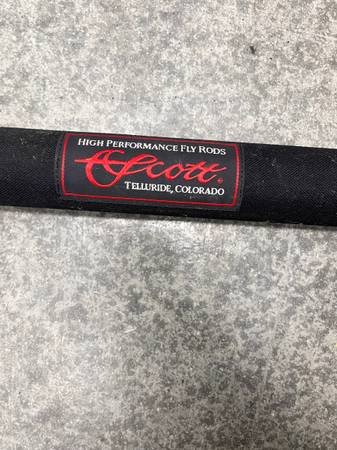 HIGH PERFORMANCE FLY RODS
Scott®
TELLURIDE, COLORADO